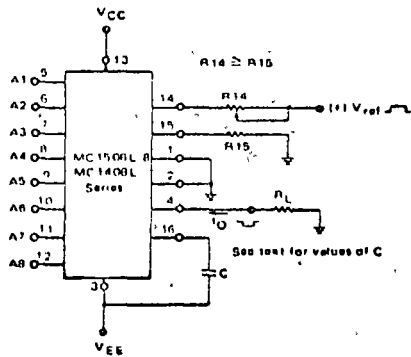 VCC
13
R14 ≥ R15
A1 5
A2 6
A3 7
A4 8
A5 9
A6 10
A7 11
A8 12
MC1508L 8
MC1408L
Series
14
R14
(+) Vref
15
R15
1
2
4
IO
RL
16
C
See text for values of C
3
VEE